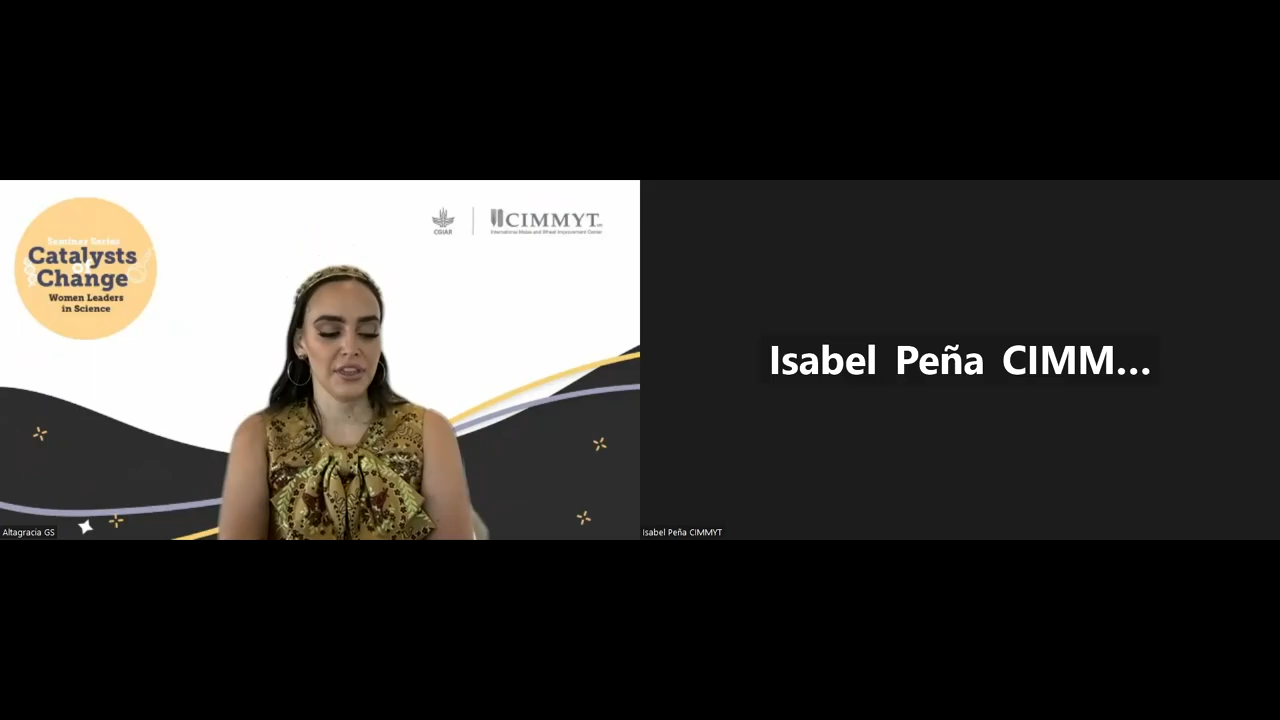 Seminar Series
Catalysts
of
Change
Women Leaders
in Science
CGIAR
CIMMYT
International Maize and Wheat Improvement Center
Altagracia GS
Isabel Peña CIMM...
Isabel Peña CIMMYT